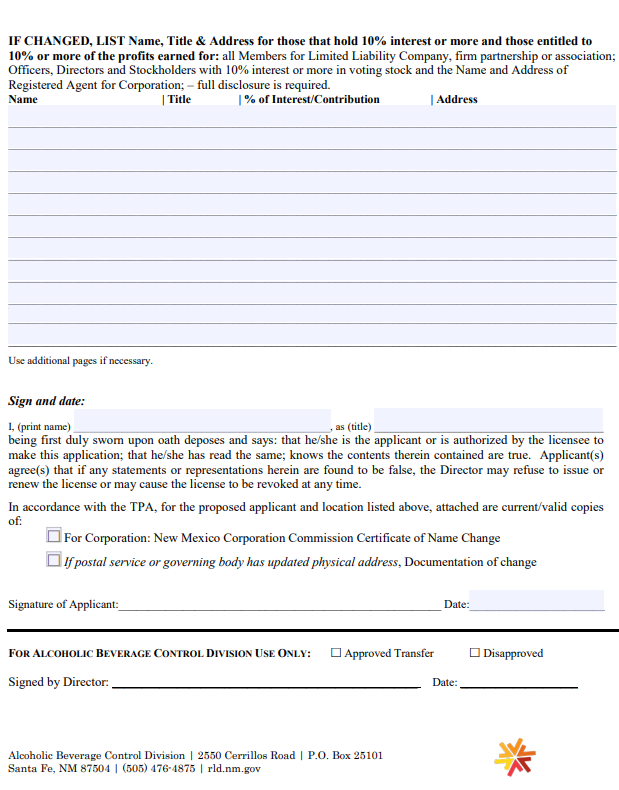 IF CHANGED, LIST Name, Title & Address for those that hold 10% interest or more and those entitled to
10% or more of the profits earned for: all Members for Limited Liability Company, firm partnership or association;
Officers, Directors and Stockholders with 10% interest or more in voting stock and the Name and Address of
Registered Agent for Corporation; – full disclosure is required.
Name | Title | % of Interest/Contribution | Address
Use additional pages if necessary.
Sign and date:
I, (print name) , as (title)
being first duly sworn upon oath deposes and says: that he/she is the applicant or is authorized by the licensee to
make this application; that he/she has read the same; knows the contents therein contained are true. Applicant(s)
agree(s) that if any statements or representations herein are found to be false, the Director may refuse to issue or
renew the license or may cause the license to be revoked at any time.
In accordance with the TPA, for the proposed applicant and location listed above, attached are current/valid copies
of:
For Corporation: New Mexico Corporation Commission Certificate of Name Change
If postal service or governing body has updated physical address, Documentation of change
Signature of Applicant: Date:
FOR ALCOHOLIC BEVERAGE CONTROL DIVISION USE ONLY: ☐ Approved Transfer ☐ Disapproved
Signed by Director: Date:
Alcoholic Beverage Control Division | 2550 Cerrillos Road | P.O. Box 25101
Santa Fe, NM 87504 | (505) 476-4875 | rld.nm.gov